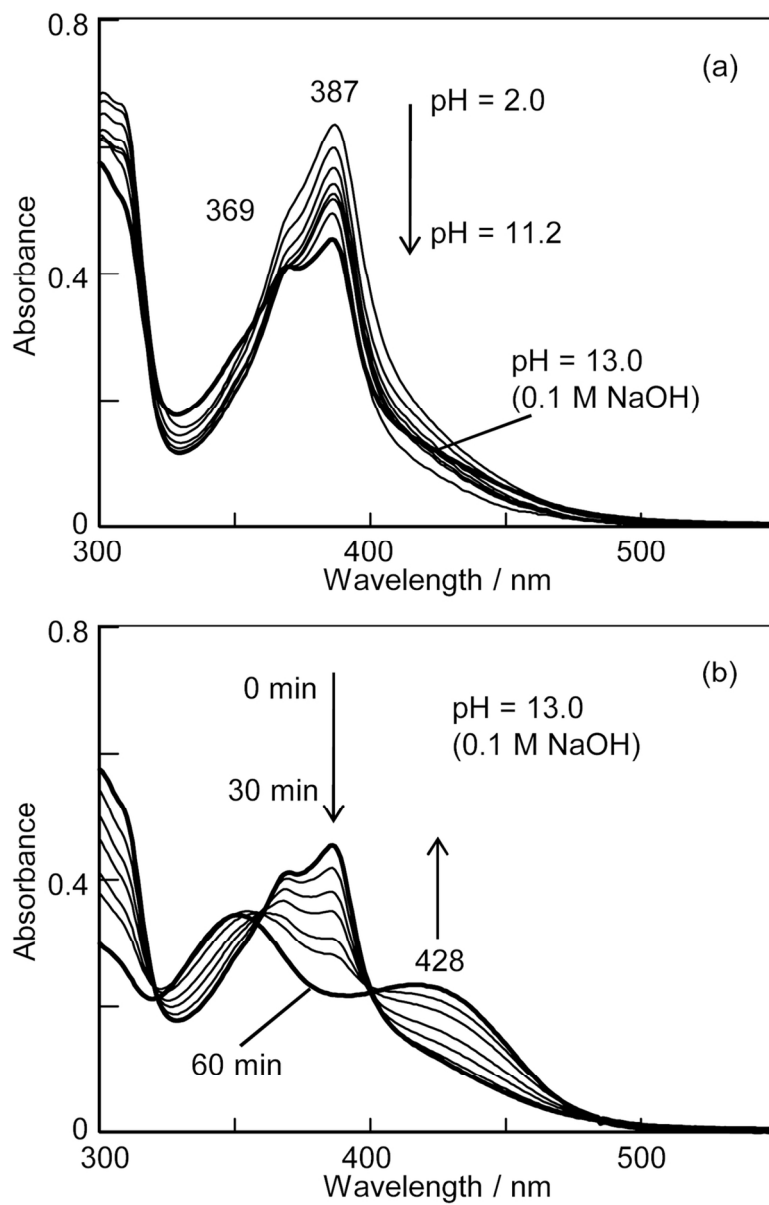 0.8
(a)
387
pH = 2.0
369
pH = 11.2
0.4
Absorbance
pH = 13.0
(0.1 M NaOH)
0
300
400
500
Wavelength / nm
0.8
(b)
0 min
pH = 13.0
(0.1 M NaOH)
30 min
0.4
Absorbance
428
60 min
0
300
400
500
Wavelength / nm